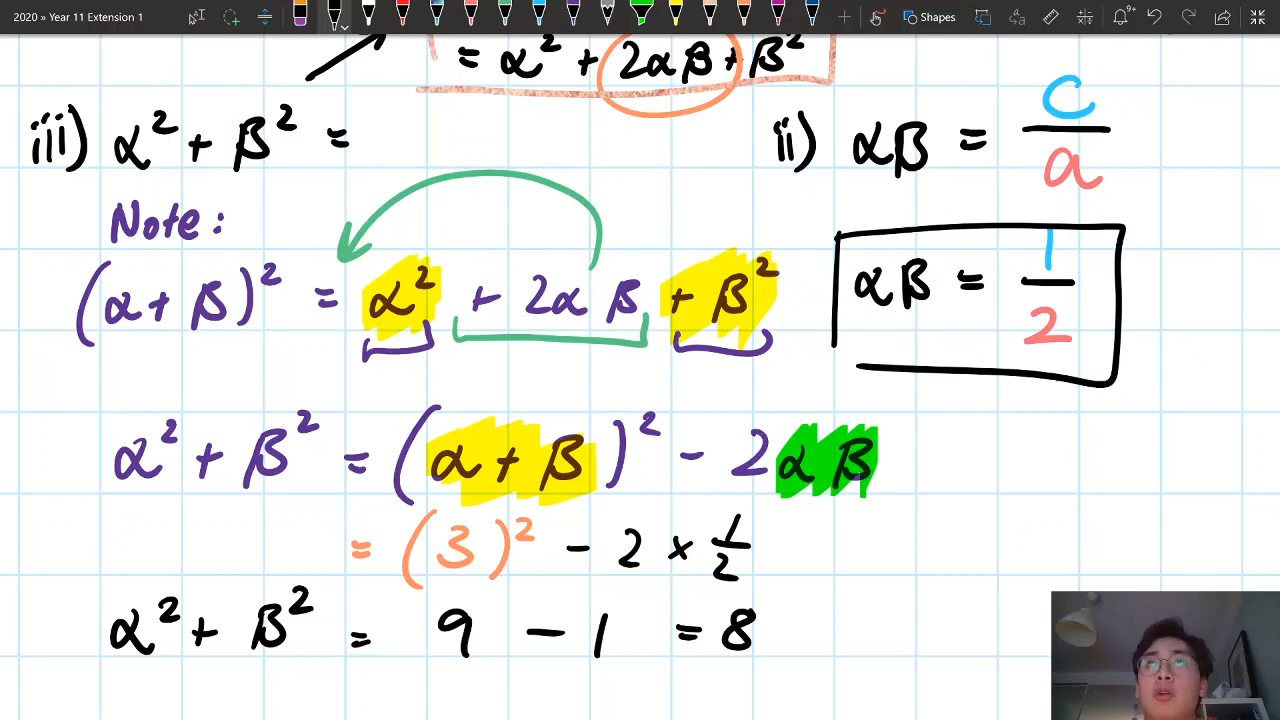 2020 » Year 11 Extension 1
Shapes
9+
= α² + 2αβ + β²
iii) α² + β² =
Note:
(α + β)² = α² + 2αβ + β²
α² + β² = (α + β)² - 2αβ
= (3)² - 2 × 1/2
α² + β² = 9 - 1 = 8
ii) αβ = c/a
αβ = 1/2